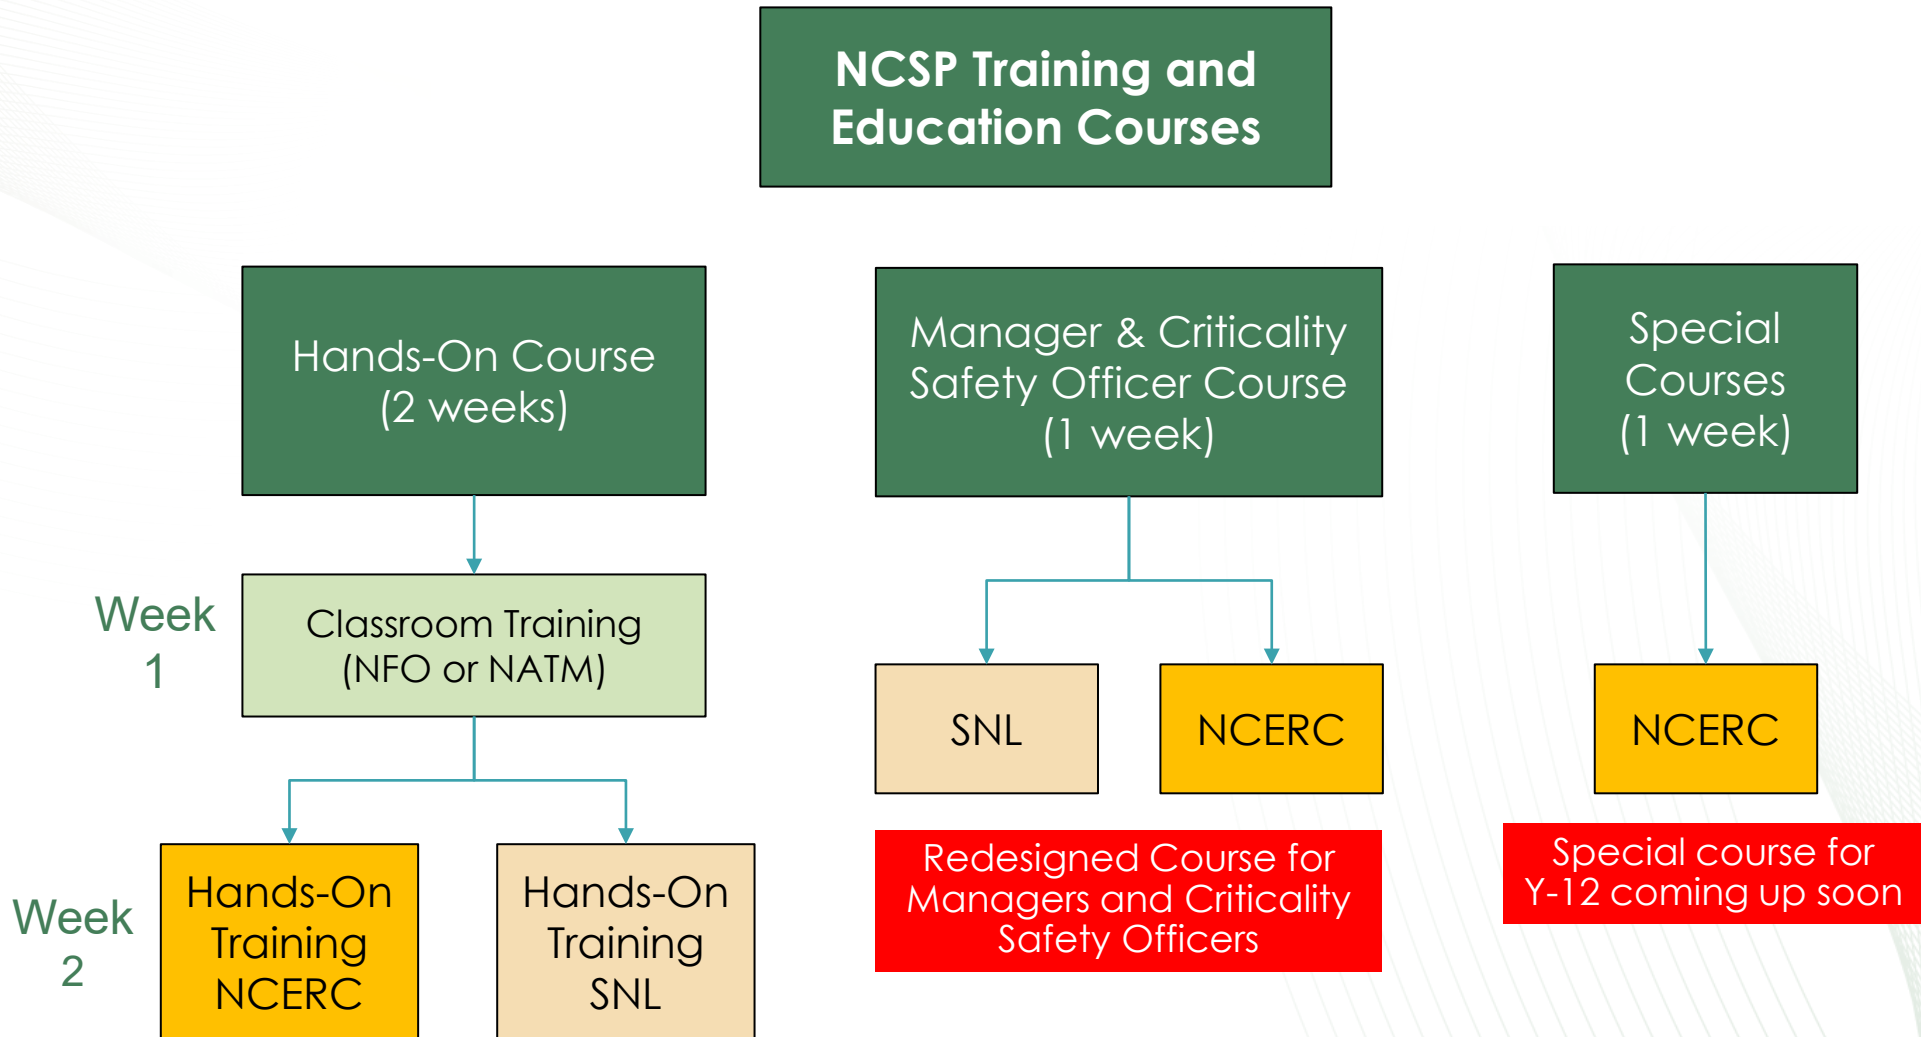 NCSP Training and
Education Courses
Hands-On Course
(2 weeks)
Manager & Criticality
Safety Officer Course
(1 week)
Special
Courses
(1 week)
Week
1
Classroom Training
(NFO or NATM)
SNL
NCERC
NCERC
Week
2
Hands-On
Training
NCERC
Hands-On
Training
SNL
Redesigned Course for
Managers and Criticality
Safety Officers
Special course for
Y-12 coming up soon